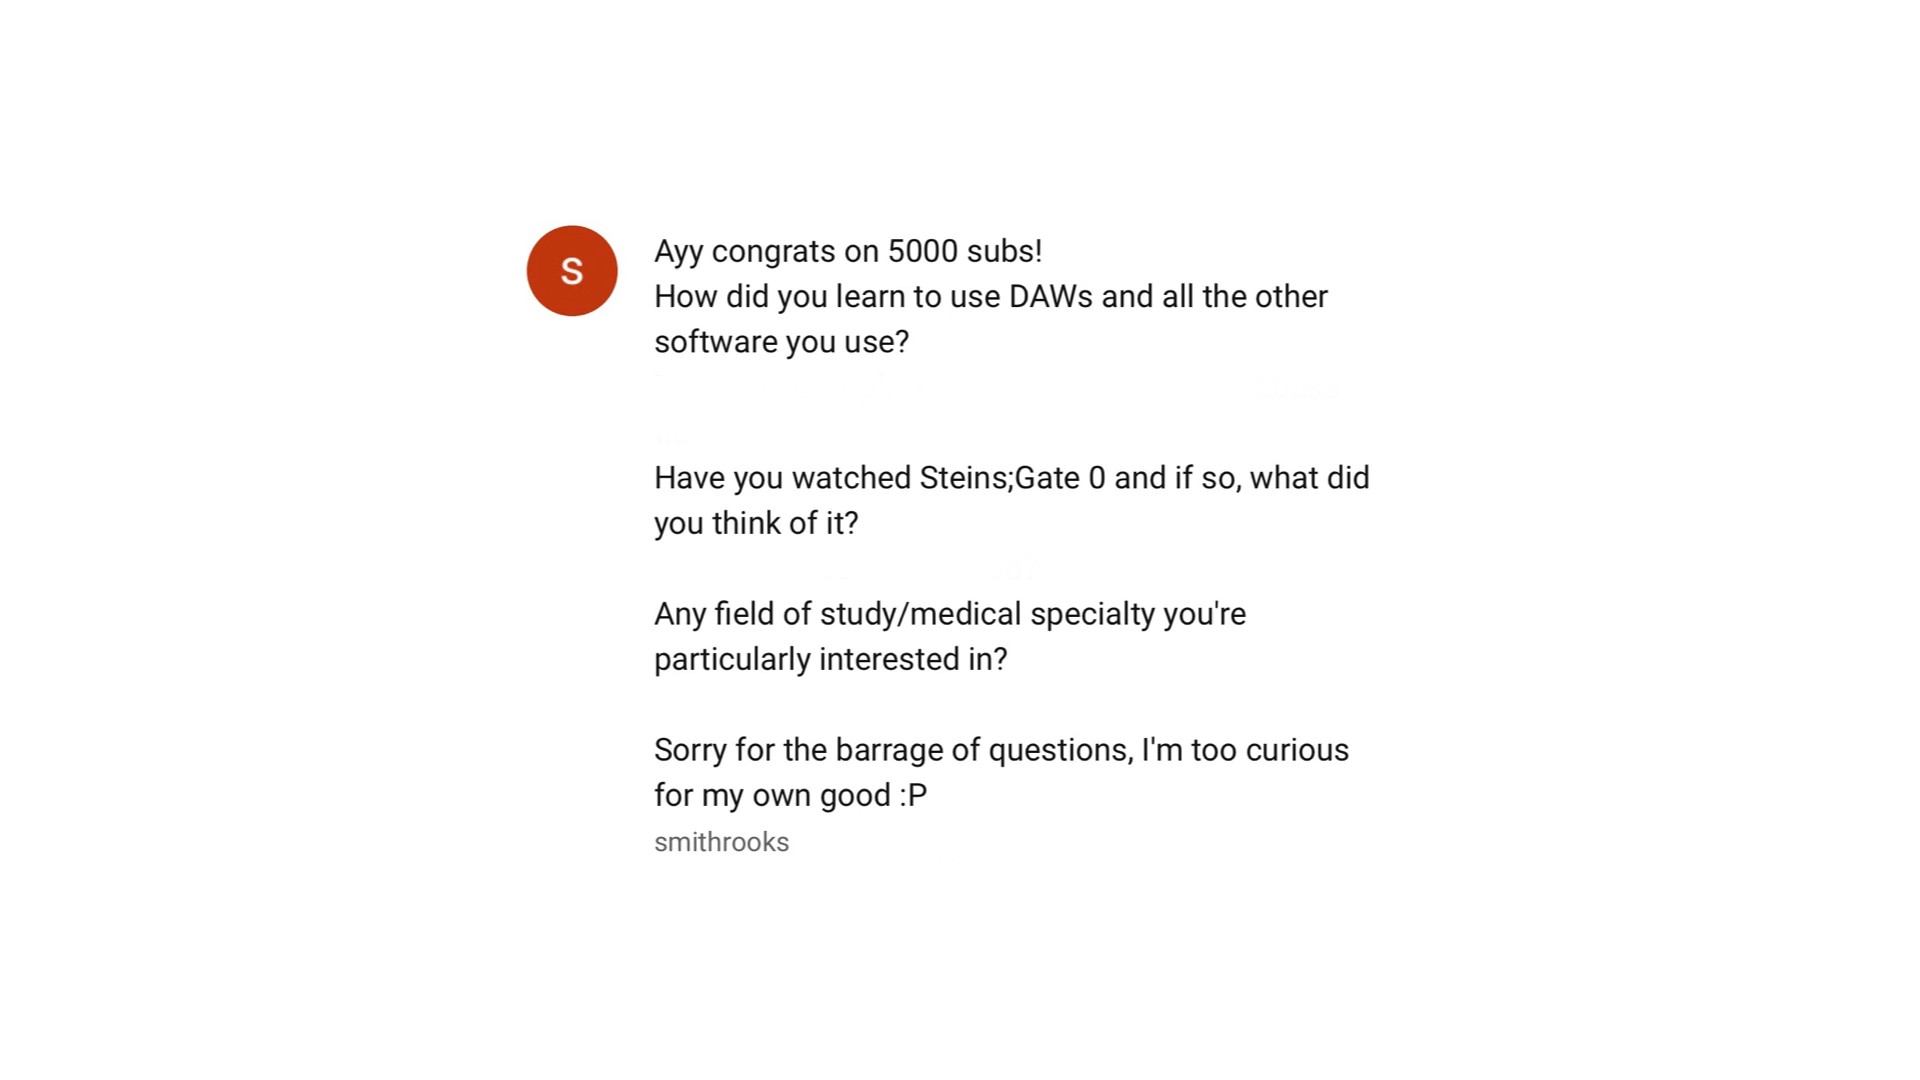 S
Ayy congrats on 5000 subs!
How did you learn to use DAWs and all the other
software you use?
Have you watched Steins;Gate 0 and if so, what did
you think of it?
Any field of study/medical specialty you're
particularly interested in?
Sorry for the barrage of questions, I'm too curious
for my own good :P
smithrooks